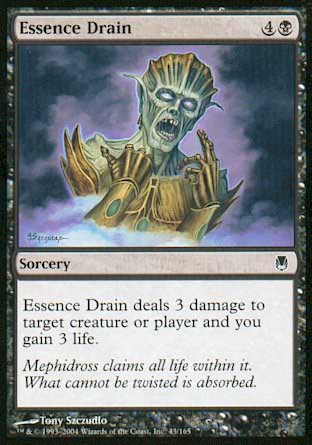 Essence Drain 4
Sorcery
Essence Drain deals 3 damage to
target creature or player and you
gain 3 life.
Mephidross claims all life within it.
What cannot be twisted is absorbed.
Tony Szczudlo
™ & © 1993–2004 Wizards of the Coast, Inc. 43/165